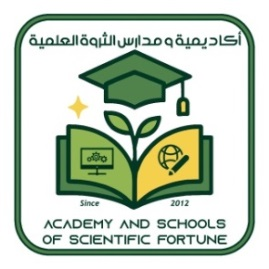 أكاديمية و مدارس الثروة العلمية
Since 2012
ACADEMY AND SCHOOLS
OF SCIENTIFIC FORTUNE